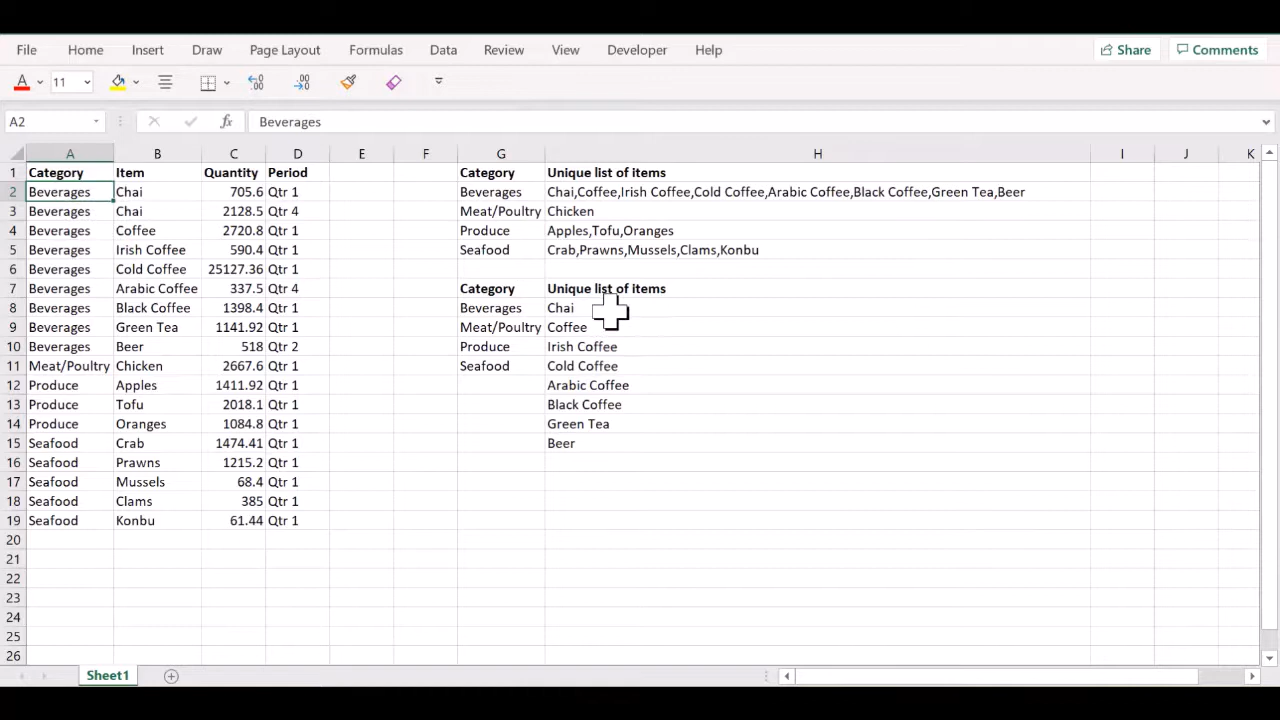 File Home Insert Draw Page Layout Formulas Data Review View Developer Help Share Comments
A 11
A2 fx Beverages
A B C D E F G H I J K
1 Category Item Quantity Period Category Unique list of items
2 Beverages Chai 705.6 Qtr 1 Beverages Chai,Coffee,Irish Coffee,Cold Coffee,Arabic Coffee,Black Coffee,Green Tea,Beer
3 Beverages Chai 2128.5 Qtr 4 Meat/Poultry Chicken
4 Beverages Coffee 2720.8 Qtr 1 Produce Apples,Tofu,Oranges
5 Beverages Irish Coffee 590.4 Qtr 1 Seafood Crab,Prawns,Mussels,Clams,Konbu
6 Beverages Cold Coffee 25127.36 Qtr 1
7 Beverages Arabic Coffee 337.5 Qtr 4 Category Unique list of items
8 Beverages Black Coffee 1398.4 Qtr 1 Beverages Chai
9 Beverages Green Tea 1141.92 Qtr 1 Meat/Poultry Coffee
10 Beverages Beer 518 Qtr 2 Produce Irish Coffee
11 Meat/Poultry Chicken 2667.6 Qtr 1 Seafood Cold Coffee
12 Produce Apples 1411.92 Qtr 1 Arabic Coffee
13 Produce Tofu 2018.1 Qtr 1 Black Coffee
14 Produce Oranges 1084.8 Qtr 1 Green Tea
15 Seafood Crab 1474.41 Qtr 1 Beer
16 Seafood Prawns 1215.2 Qtr 1
17 Seafood Mussels 68.4 Qtr 1
18 Seafood Clams 385 Qtr 1
19 Seafood Konbu 61.44 Qtr 1
20
21
22
23
24
25
26
Sheet1